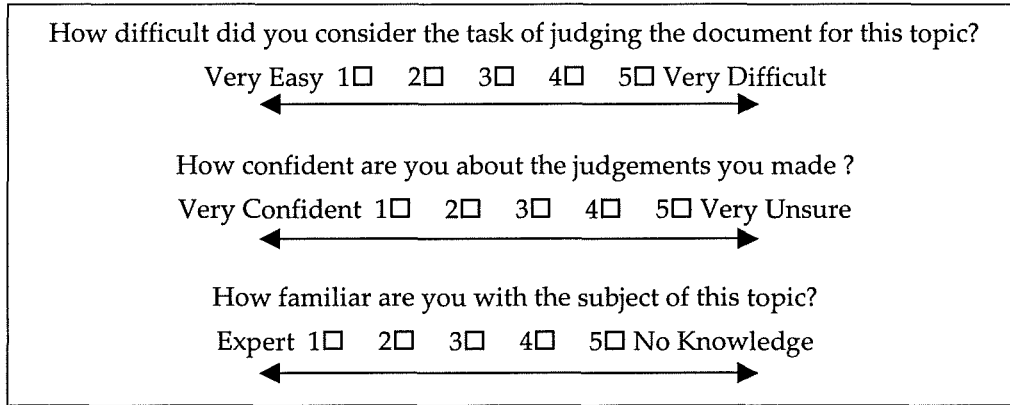 How difficult did you consider the task of judging the document for this topic?
Very Easy 1☐ 2☐ 3☐ 4☐ 5☐ Very Difficult
How confident are you about the judgements you made ?
Very Confident 1☐ 2☐ 3☐ 4☐ 5☐ Very Unsure
How familiar are you with the subject of this topic?
Expert 1☐ 2☐ 3☐ 4☐ 5☐ No Knowledge